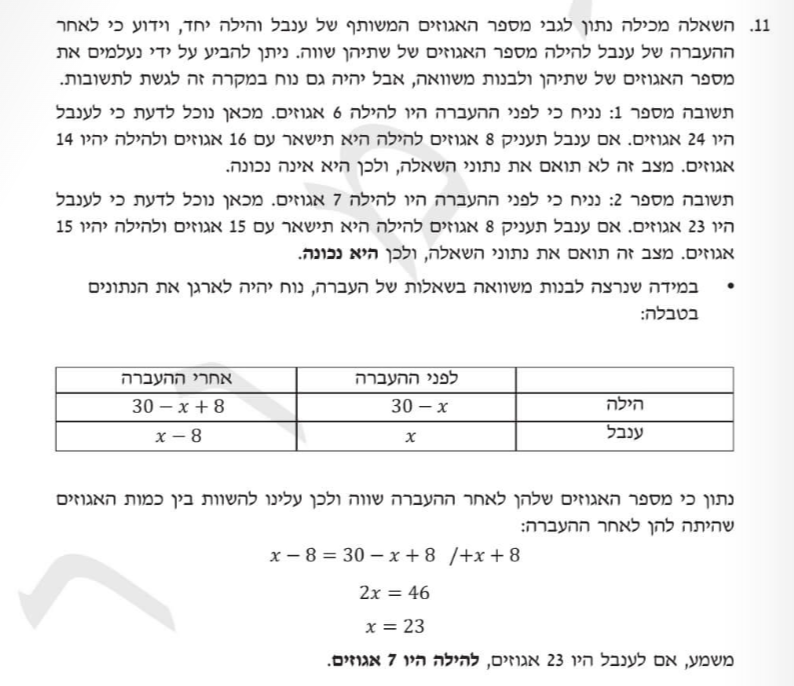 11. השאלה מכילה נתון לגבי מספר האגוזים המשותף של ענבל והילה יחד, וידוע כי לאחר
ההעברה של ענבל להילה מספר האגוזים של שתיהן שווה. ניתן להביע על ידי נעלמים את
מספר האגוזים של שתיהן ולבנות משוואה, אבל יהיה גם נוח במקרה זה לגשת לתשובות.
תשובה מספר 1: נניח כי לפני ההעברה היו להילה 6 אגוזים. מכאן נוכל לדעת כי לענבל
היו 24 אגוזים. אם ענבל תעניק 8 אגוזים להילה היא תישאר עם 16 אגוזים ולהילה יהיו 14
אגוזים. מצב זה לא תואם את נתוני השאלה, ולכן היא אינה נכונה.
תשובה מספר 2: נניח כי לפני ההעברה היו להילה 7 אגוזים. מכאן נוכל לדעת כי לענבל
היו 23 אגוזים. אם ענבל תעניק 8 אגוזים להילה היא תישאר עם 15 אגוזים ולהילה יהיו 15
אגוזים. מצב זה תואם את נתוני השאלה, ולכן היא נכונה.
• במידה שנרצה לבנות משוואה בשאלות של העברה, נוח יהיה לארגן את הנתונים
בטבלה:
לפני ההעברה אחרי ההעברה
הילה 30 − x 30 − x + 8
ענבל x x − 8
נתון כי מספר האגוזים שלהן לאחר ההעברה שווה ולכן עלינו להשוות בין כמות האגוזים
שהיתה להן לאחר ההעברה:
x − 8 = 30 − x + 8 /+x + 8
2x = 46
x = 23
משמע, אם לענבל היו 23 אגוזים, להילה היו 7 אגוזים.